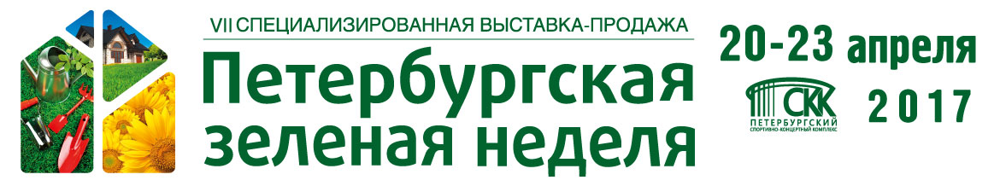 VII СПЕЦИАЛИЗИРОВАННАЯ ВЫСТАВКА-ПРОДАЖА
Петербургская
зеленая неделя
20-23 апреля
2017
СКК
ПЕТЕРБУРГСКИЙ
СПОРТИВНО-КОНЦЕРТНЫЙ КОМПЛЕКС